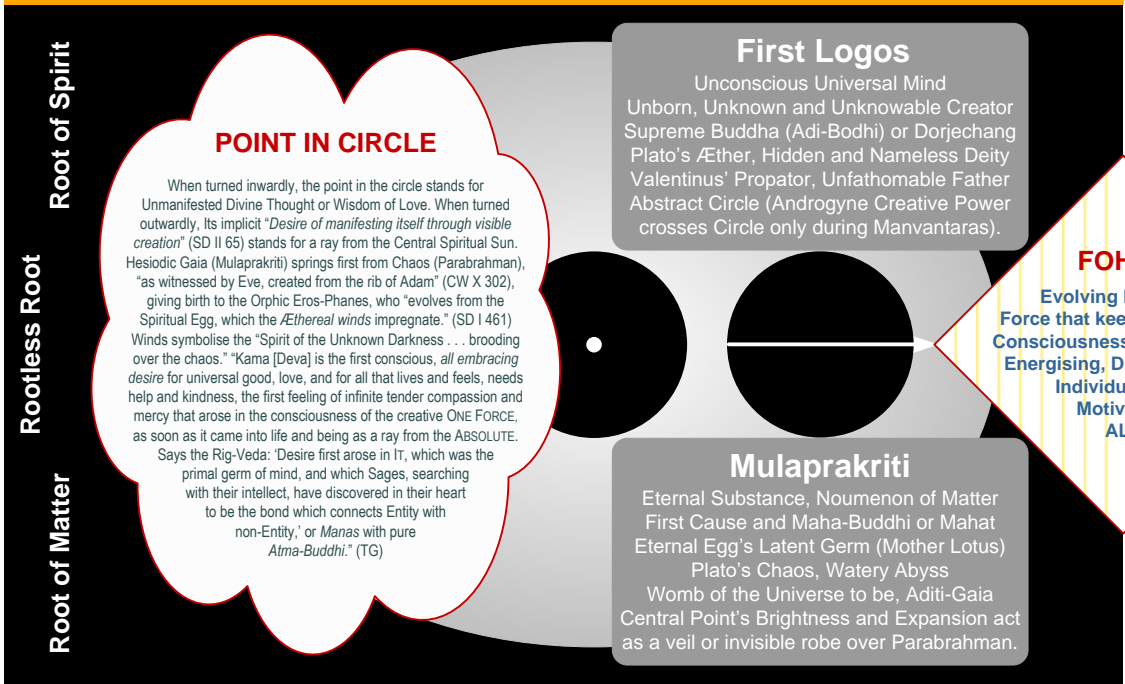 Root of Spirit
Rootless Root
Root of Matter
POINT IN CIRCLE
When turned inwardly, the point in the circle stands for
Unmanifested Divine Thought or Wisdom of Love. When turned
outwardly, Its implicit “Desire of manifesting itself through visible
creation” (SD II 65) stands for a ray from the Central Spiritual Sun.
Hesiodic Gaia (Mulaprakriti) springs first from Chaos (Parabrahman),
“as witnessed by Eve, created from the rib of Adam” (CW X 302),
giving birth to the Orphic Eros-Phanes, who “evolves from the
Spiritual Egg, which the Æthereal winds impregnate.” (SD I 461)
Winds symbolise the “Spirit of the Unknown Darkness . . . brooding
over the chaos.” “Kama [Deva] is the first conscious, all embracing
desire for universal good, love, and for all that lives and feels, needs
help and kindness, the first feeling of infinite tender compassion and
mercy that arose in the consciousness of the creative ONE FORCE,
as soon as it came into life and being as a ray from the ABSOLUTE.
Says the Rig-Veda: ‘Desire first arose in IT, which was the
primal germ of mind, and which Sages, searching
with their intellect, have discovered in their heart
to be the bond which connects Entity with
non-Entity,’ or Manas with pure
Atma-Buddhi.” (TG)
First Logos
Unconscious Universal Mind
Unborn, Unknown and Unknowable Creator
Supreme Buddha (Adi-Bodhi) or Dorjechang
Plato’s Æther, Hidden and Nameless Deity
Valentinus’ Propator, Unfathomable Father
Abstract Circle (Androgyne Creative Power
crosses Circle only during Manvantaras).
Mulaprakriti
Eternal Substance, Noumenon of Matter
First Cause and Maha-Buddhi or Mahat
Eternal Egg’s Latent Germ (Mother Lotus)
Plato’s Chaos, Watery Abyss
Womb of the Universe to be, Aditi-Gaia
Central Point’s Brightness and Expansion act
as a veil or invisible robe over Parabrahman.
FOH
Evolving
Force that kee
Consciousness
Energising, D
Individu
Motiv
AL